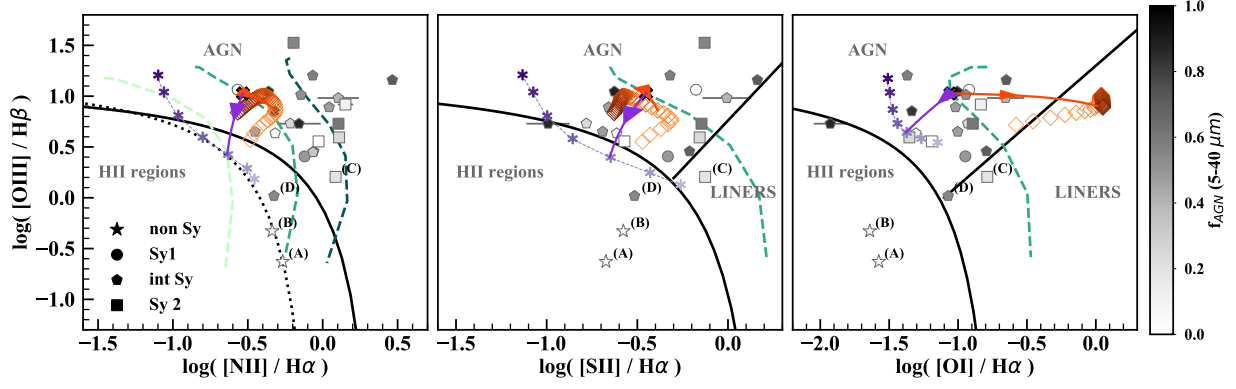 log( [OIII] / Hβ)
1.5
1.0
0.5
0.0
−0.5
−1.0
−1.5 −1.0 −0.5 0.0 0.5
log( [NII] / Hα)
AGN
HII regions
(C)
(D)
(B)
(A)
non Sy
Sy1
int Sy
Sy 2
AGN
HII regions
LINERS
(C)
(D)
(B)
(A)
−1.5 −1.0 −0.5 0.0
log( [SII] / Hα)
AGN
HII regions
LINERS
(D)
(C)
(B)
(A)
−2.0 −1.5 −1.0 −0.5 0.0
log( [OI] / Hα)
1.0
0.8
0.6
0.4
0.2
0.0
f_AGN (5-40 μm)